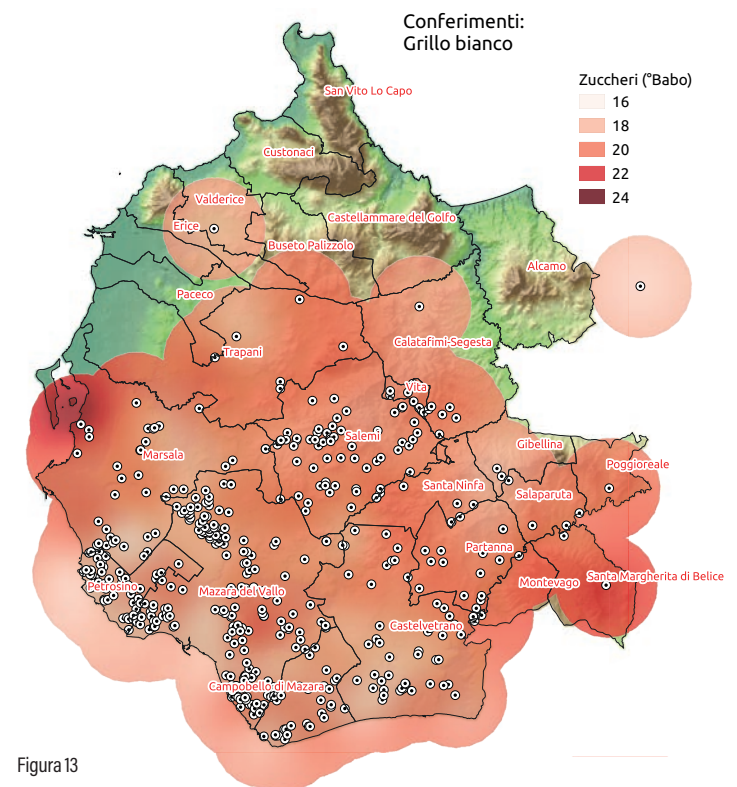 Conferimenti:
Grillo bianco
Zuccheri (°Babo)
16
18
20
22
24
San Vito Lo Capo
Custonaci
Valderice
Erice
Castellammare del Golfo
Buseto Palizzolo
Alcamo
Paceco
Trapani
Calatafimi-Segesta
Vita
Salemi
Marsala
Gibellina
Poggioreale
Santa Ninfa
Salaparuta
Partanna
Montevago
Santa Margherita di Belice
Petrosino
Mazara del Vallo
Castelvetrano
Campobello di Mazara
Figura 13